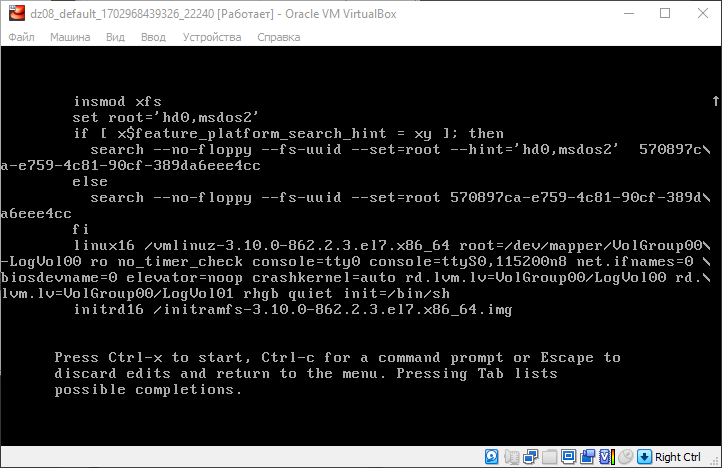 dz08_default_1702968439326_22240 [Работает] - Oracle VM VirtualBox
Файл Машина Вид Ввод Устройства Справка
insmod xfs
set root='hd0,msdos2'
if [ x$feature_platform_search_hint = xy ]; then
search --no-floppy --fs-uuid --set=root --hint='hd0,msdos2'  570897c\
a-e759-4c81-90cf-389da6eee4cc
else
search --no-floppy --fs-uuid --set=root 570897ca-e759-4c81-90cf-389d\
a6eee4cc
fi
linux16 /vmlinuz-3.10.0-862.2.3.el7.x86_64 root=/dev/mapper/VolGroup00\
-LogVol00 ro no_timer_check console=tty0 console=ttyS0,115200n8 net.ifnames=0 \
biosdevname=0 elevator=noop crashkernel=auto rd.lvm.lv=VolGroup00/LogVol00 rd.\
lvm.lv=VolGroup00/LogVol01 rhgb quiet init=/bin/sh
initrd16 /initramfs-3.10.0-862.2.3.el7.x86_64.img
Press Ctrl-x to start, Ctrl-c for a command prompt or Escape to
discard edits and return to the menu. Pressing Tab lists
possible completions.
Right Ctrl